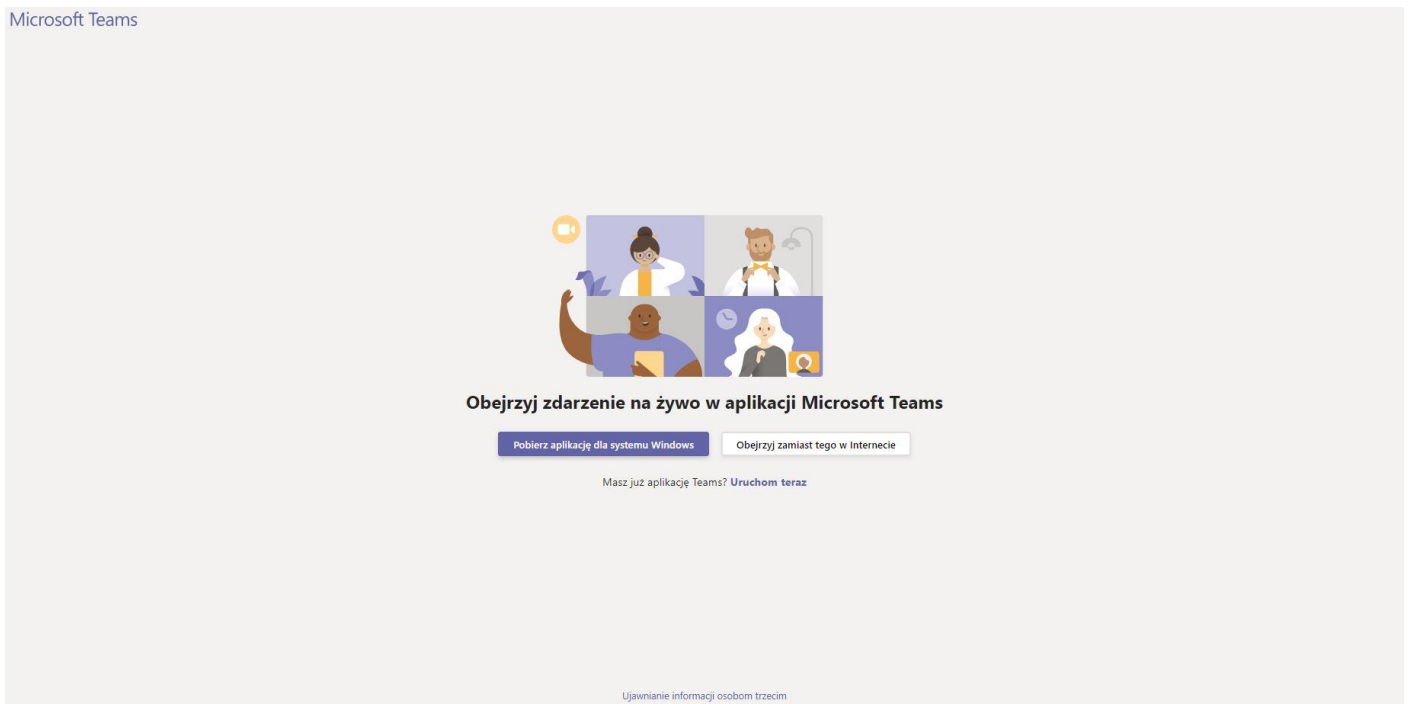 Microsoft Teams
Obejrzyj zdarzenie na żywo w aplikacji Microsoft Teams
Pobierz aplikację dla systemu Windows
Obejrzyj zamiast tego w Internecie
Masz już aplikację Teams? Uruchom teraz
Ujawnianie informacji osobom trzecim